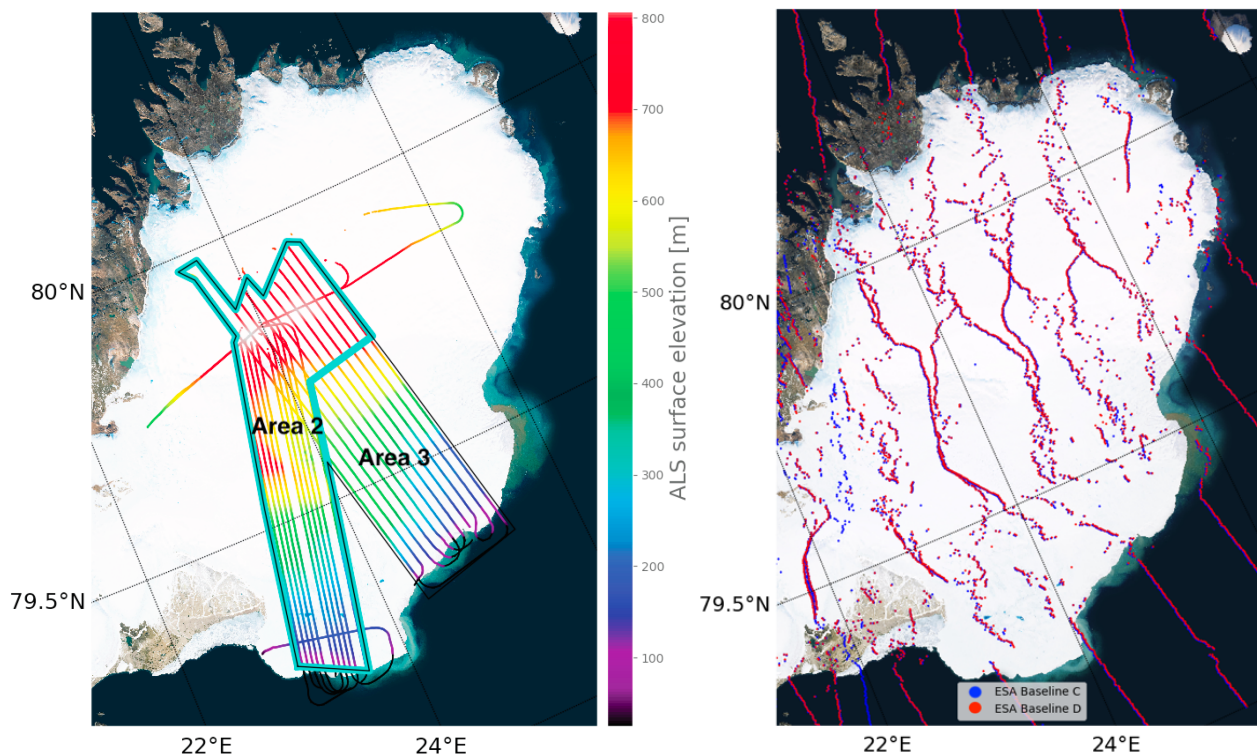 80°N
79.5°N
22°E
24°E
Area 2
Area 3
800
700
600
500
400
300
200
100
ALS surface elevation [m]
80°N
79.5°N
22°E
24°E
ESA Baseline C
ESA Baseline D